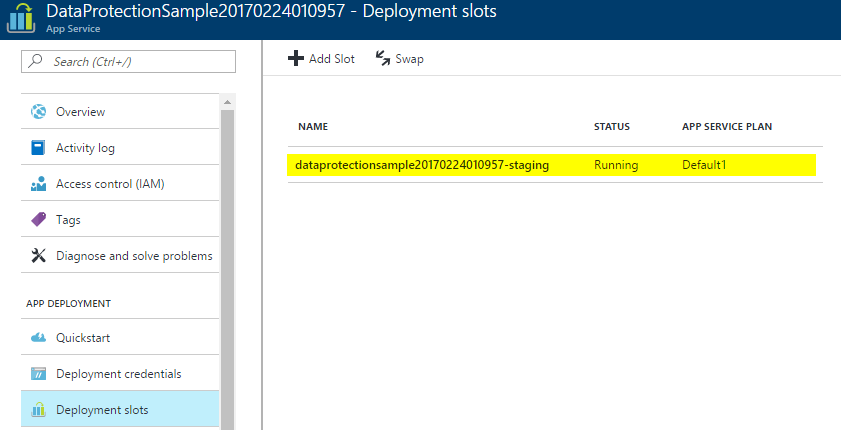 DataProtectionSample20170224010957 - Deployment slots
App Service
Search (Ctrl+/)
Overview
Activity log
Access control (IAM)
Tags
Diagnose and solve problems
APP DEPLOYMENT
Quickstart
Deployment credentials
Deployment slots
Add Slot Swap
NAME STATUS APP SERVICE PLAN
dataprotectionsample20170224010957-staging Running Default1